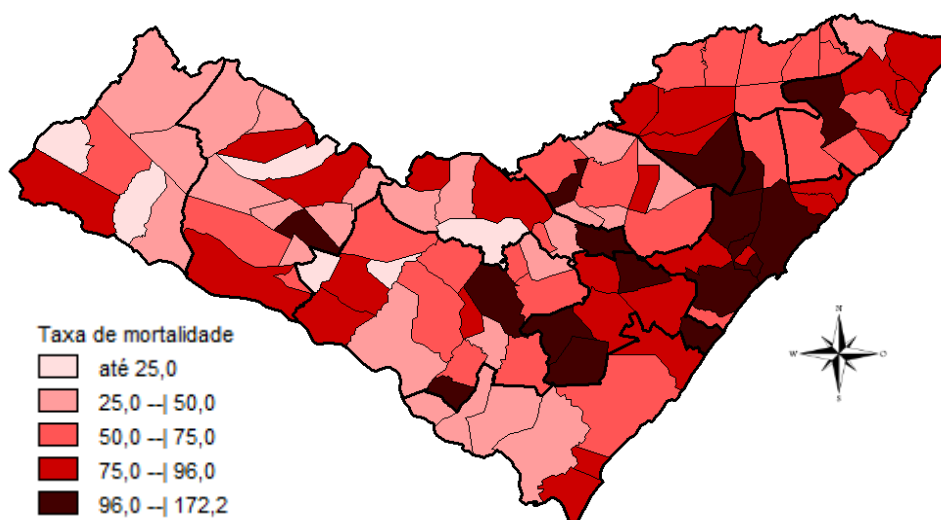 Taxa de mortalidade
até 25,0
25,0 --| 50,0
50,0 --| 75,0
75,0 --| 96,0
96,0 --| 172,2
N
W
O
S